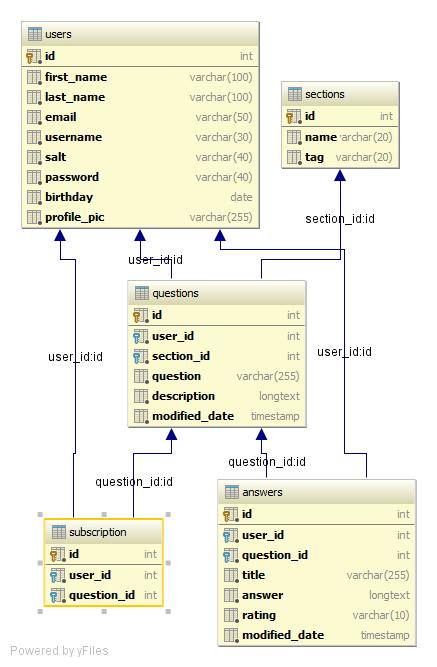 users
id int
first_name varchar(100)
last_name varchar(100)
email varchar(50)
username varchar(30)
salt varchar(40)
password varchar(40)
birthday date
profile_pic varchar(255)
sections
id int
name varchar(20)
tag varchar(20)
section_id:id
user_id:id
questions
id int
user_id int
section_id int
question varchar(255)
description longtext
modified_date timestamp
user_id:id
user_id:id
question_id:id
question_id:id
subscription
id int
user_id int
question_id int
answers
id int
user_id int
question_id int
title varchar(255)
answer longtext
rating varchar(10)
modified_date timestamp
Powered by yFiles